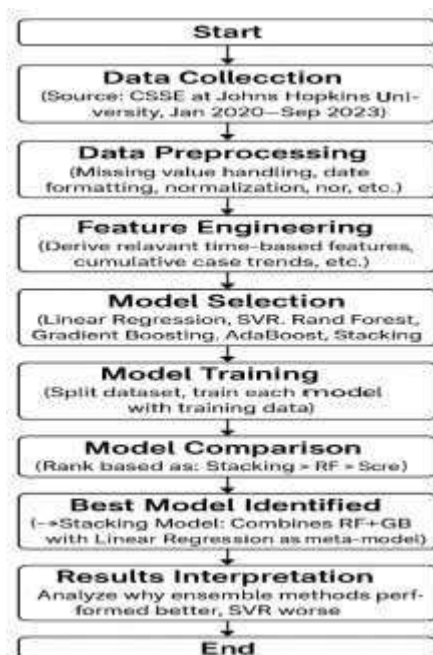 Start
Data Collecction
(Source: CSSE at Johns Hopkins Uni-
versity, Jan 2020—Sep 2023)
Data Preprocessing
(Missing value handling, date
formatting, normalization, nor, etc.)
Feature Engineering
(Derive relavant time-based features,
cumulative case trends, etc.)
Model Selection
(Linear Regression, SVR. Rand Forest,
Gradient Boosting, AdaBoost, Stacking
Model Training
(Split dataset, train each model
with training data)
Model Comparison
(Rank based as: Stacking > RF > Scre)
Best Model Identified
(→Stacking Model: Combines RF+GB
with Linear Regression as meta-model)
Results Interpretation
Analyze why ensemble methods perf-
formed better, SVR worse
End